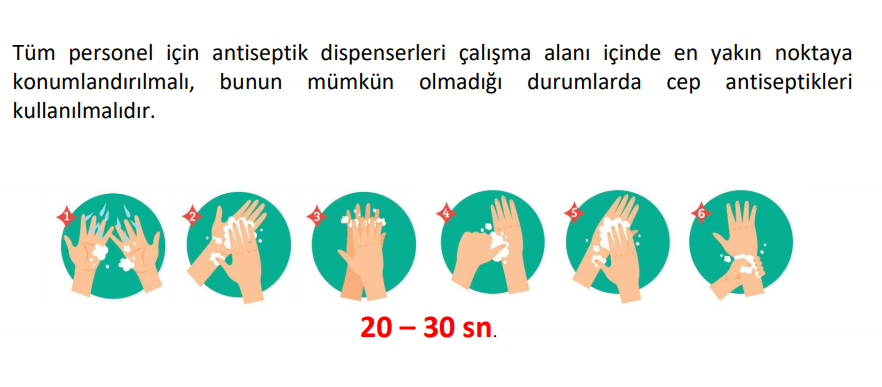 Tüm personel için antiseptik dispenserleri çalışma alanı içinde en yakın noktaya
konumlandırılmalı, bunun mümkün olmadığı durumlarda cep antiseptikleri
kullanılmalıdır.
1 2 3 4 5 6
20 – 30 sn.